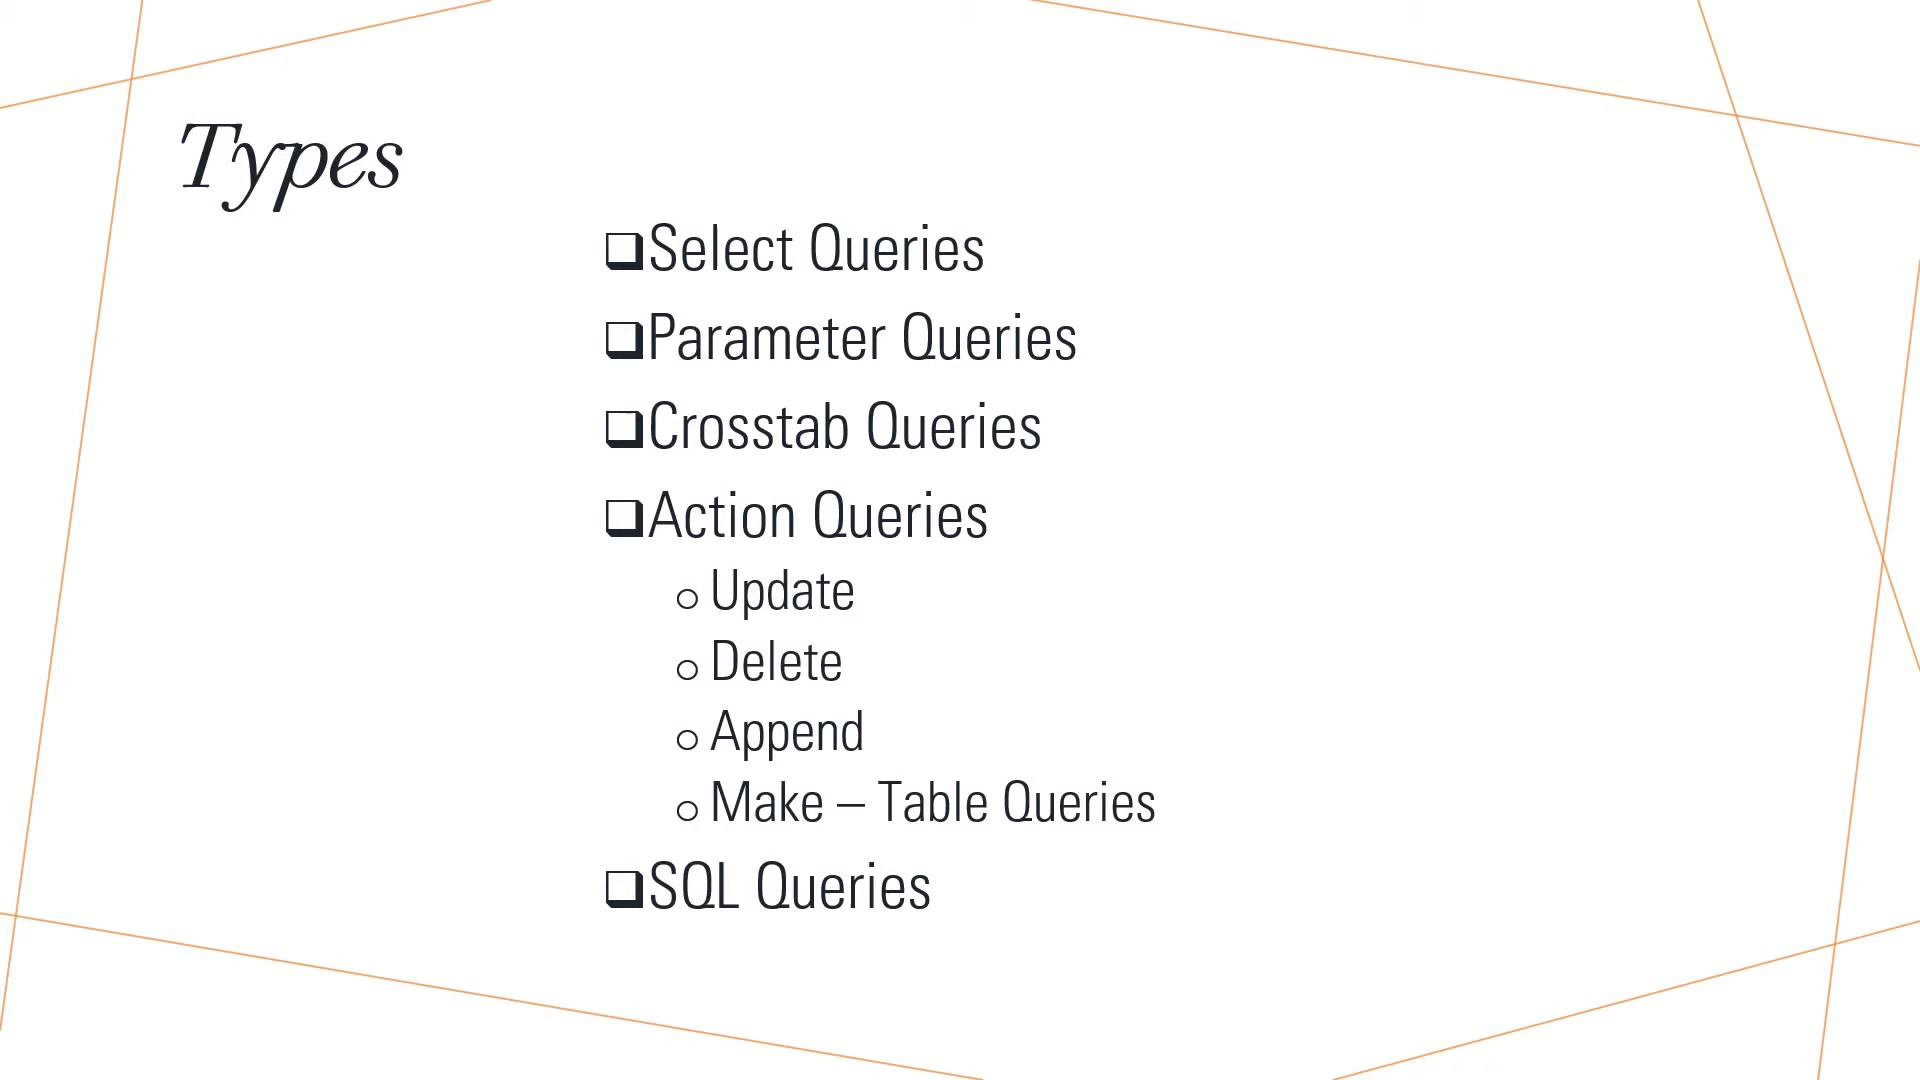 Types
❑Select Queries
❑Parameter Queries
❑Crosstab Queries
❑Action Queries
○ Update
○ Delete
○ Append
○ Make – Table Queries
❑SQL Queries